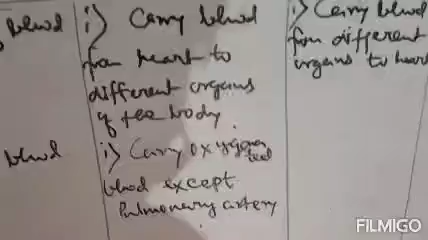 blood
i) Carry blood
from heart to
different organs
of the body.
i) Carry blood
from different
organs to heart
blood
i) Carry oxygenated
blood except
Pulmonary artery
FILMIGO